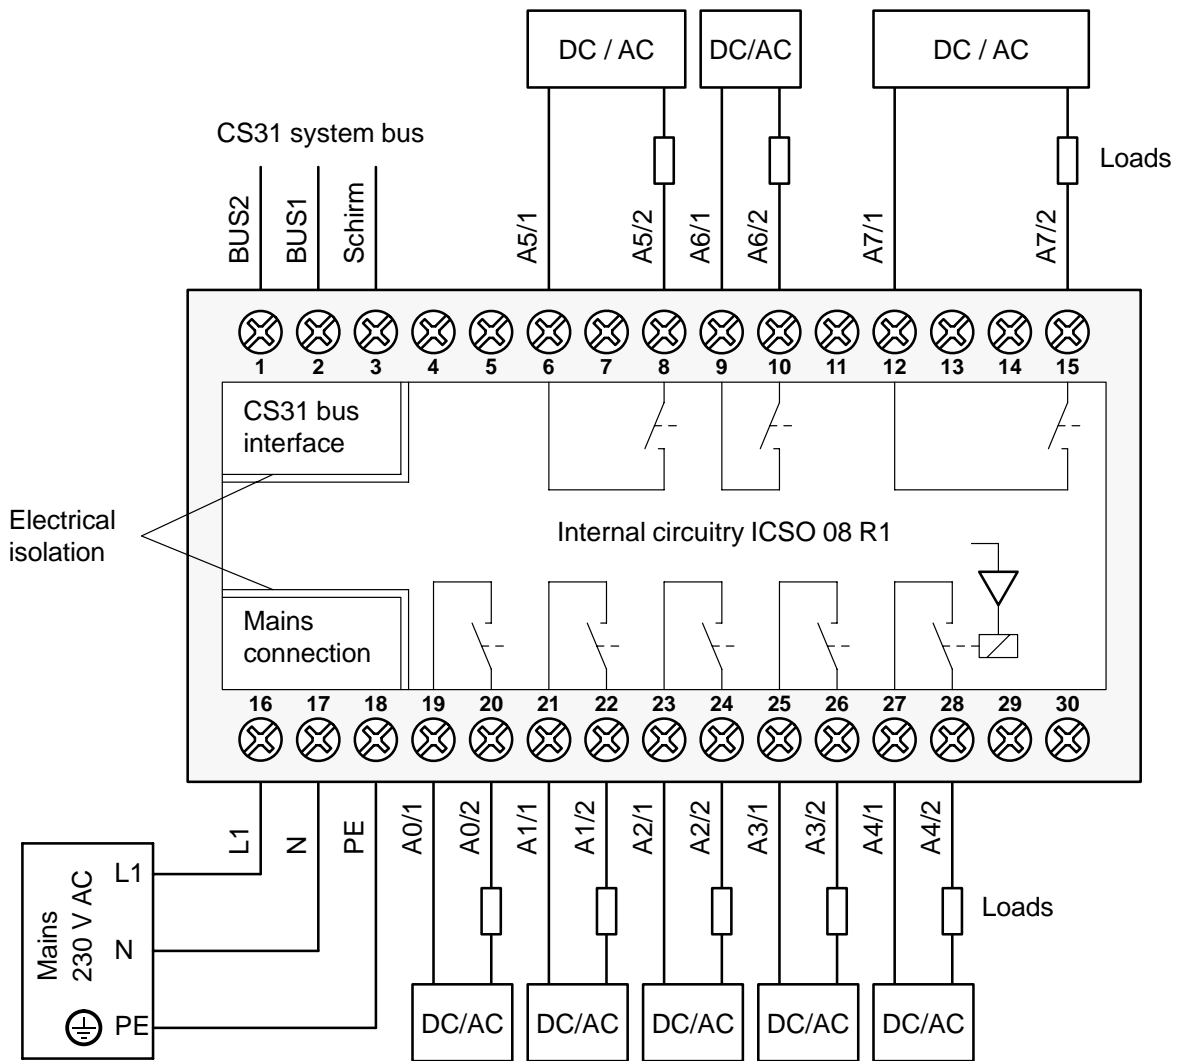 DC / AC
DC/AC
DC / AC
CS31 system bus
Loads
BUS2
BUS1
Schirm
A5/1
A5/2
A6/1
A6/2
A7/1
A7/2
1 2 3 4 5 6 7 8 9 10 11 12 13 14 15
CS31 bus
interface
Electrical
isolation
Internal circuitry ICSO 08 R1
Mains
connection
16 17 18 19 20 21 22 23 24 25 26 27 28 29 30
L1
N
PE
A0/1
A0/2
A1/1
A1/2
A2/1
A2/2
A3/1
A3/2
A4/1
A4/2
Mains
230 V AC
L1
N
PE
Loads
DC/AC
DC/AC
DC/AC
DC/AC
DC/AC